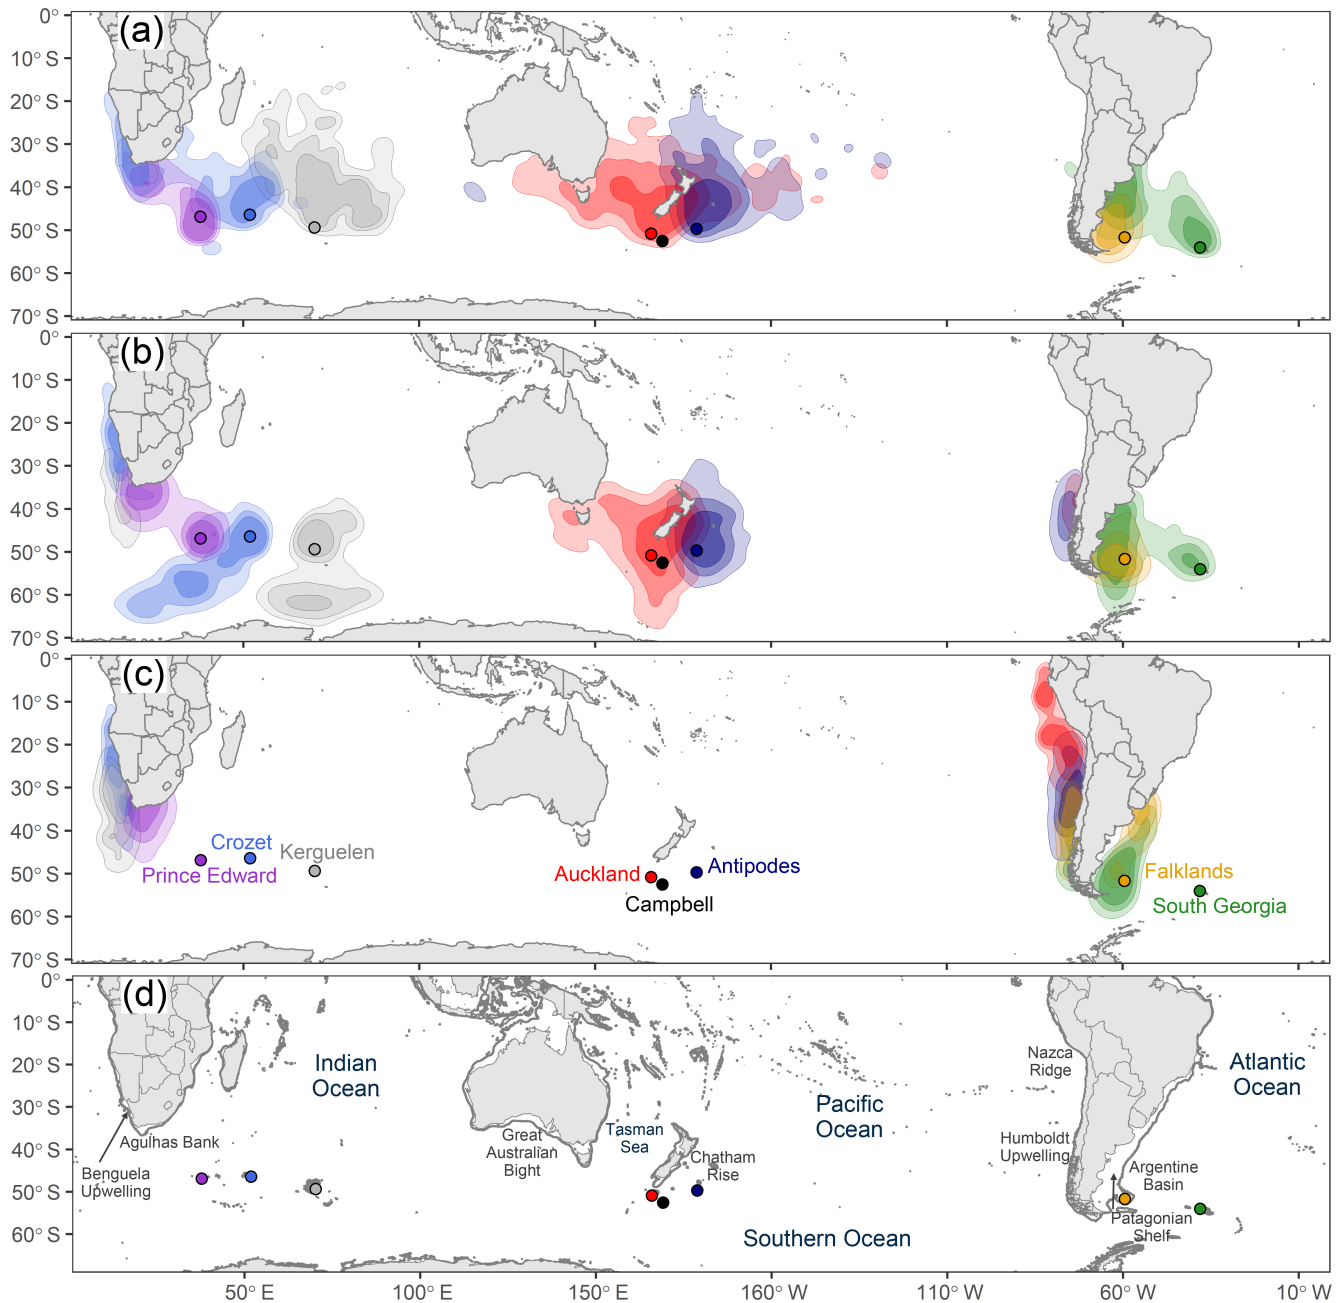 (a)
0°
10° S
20° S
30° S
40° S
50° S
60° S
70° S
(b)
0°
10° S
20° S
30° S
40° S
50° S
60° S
70° S
(c)
0°
10° S
20° S
30° S
40° S
50° S
60° S
70° S
Crozet
Kerguelen
Prince Edward
Auckland
Antipodes
Campbell
Falklands
South Georgia
(d)
0°
10° S
20° S
30° S
40° S
50° S
60° S
Indian
Ocean
Agulhas Bank
Benguela
Upwelling
Great
Australian
Bight
Tasman
Sea
Chatham
Rise
Pacific
Ocean
Southern Ocean
Nazca
Ridge
Humboldt
Upwelling
Atlantic
Ocean
Argentine
Basin
Patagonian
Shelf
50° E
100° E
150° E
160° W
110° W
60° W
10° W